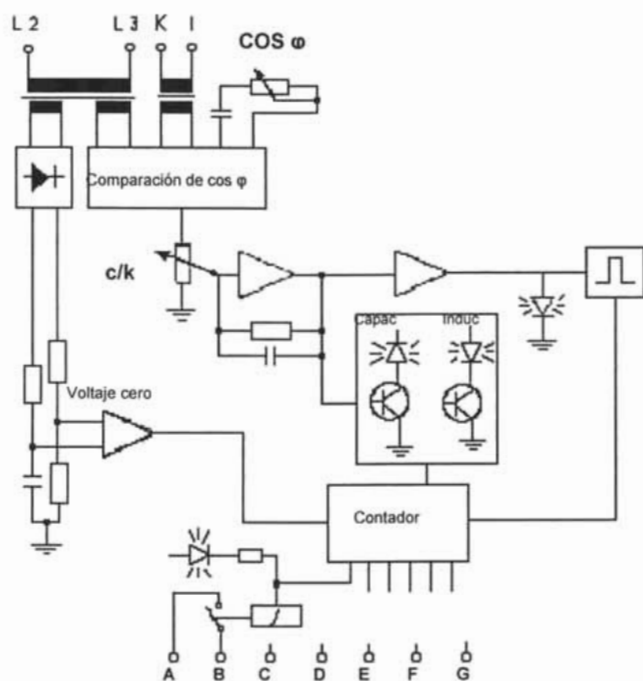 L 2
L 3
K
I
COS φ
Comparación de cos φ
c/k
Capac
Induc
Voltaje cero
Contador
A
B
C
D
E
F
G